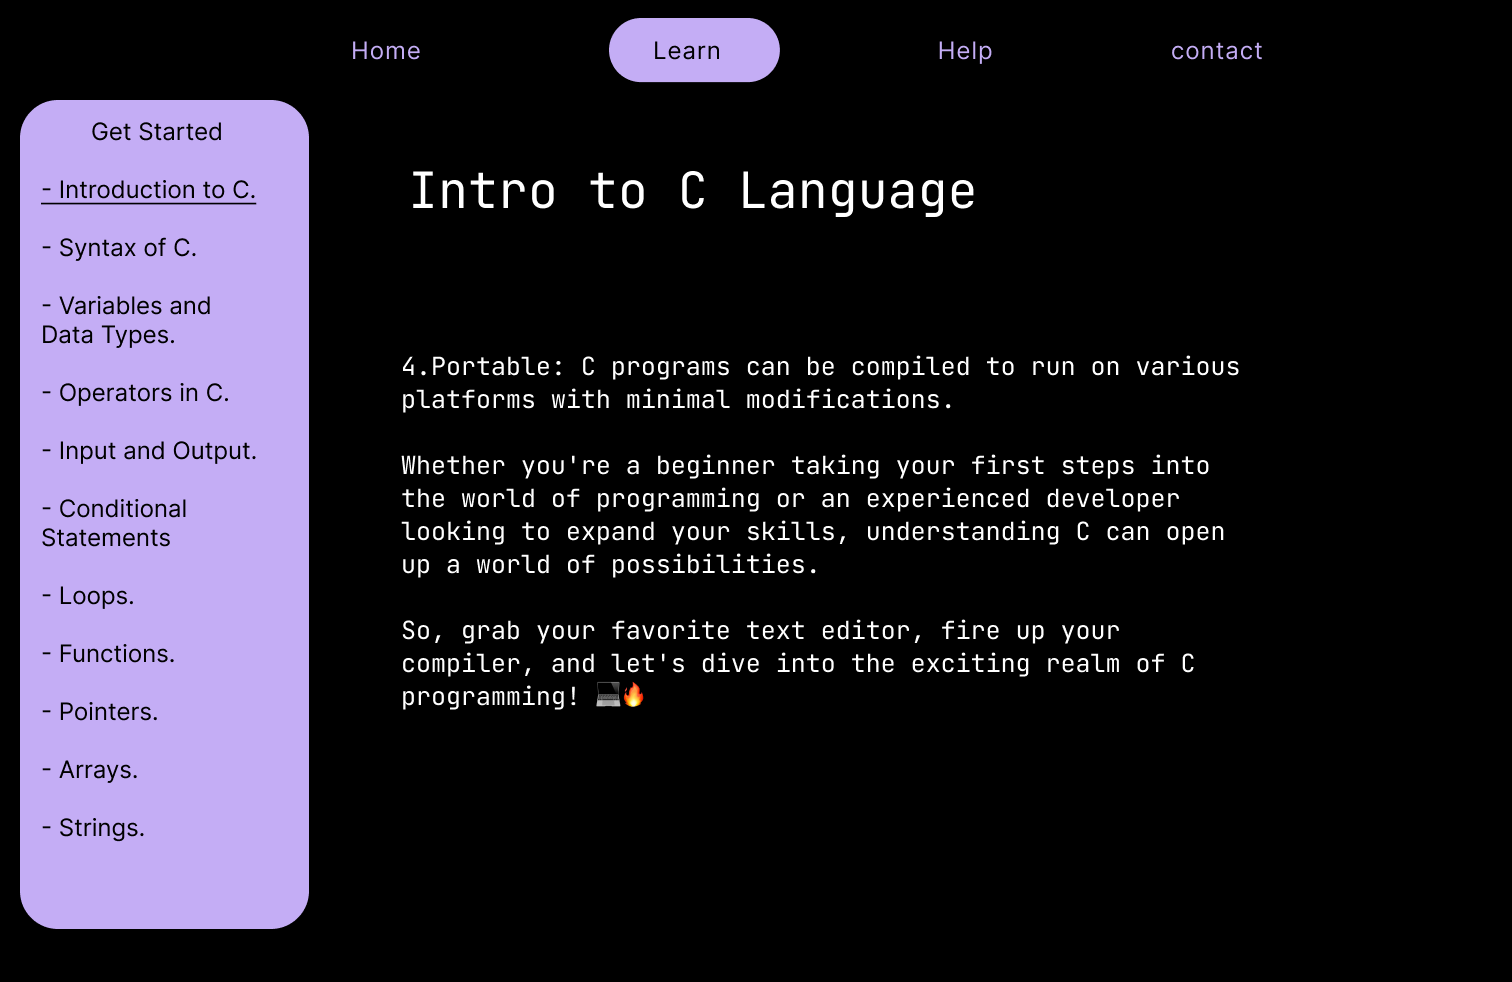 Home
Learn
Help
contact
Get Started
- Introduction to C.
- Syntax of C.
- Variables and
Data Types.
- Operators in C.
- Input and Output.
- Conditional
Statements
- Loops.
- Functions.
- Pointers.
- Arrays.
- Strings.
Intro to C Language
4.Portable: C programs can be compiled to run on various
platforms with minimal modifications.
Whether you're a beginner taking your first steps into
the world of programming or an experienced developer
looking to expand your skills, understanding C can open
up a world of possibilities.
So, grab your favorite text editor, fire up your
compiler, and let's dive into the exciting realm of C
programming! 💻🔥